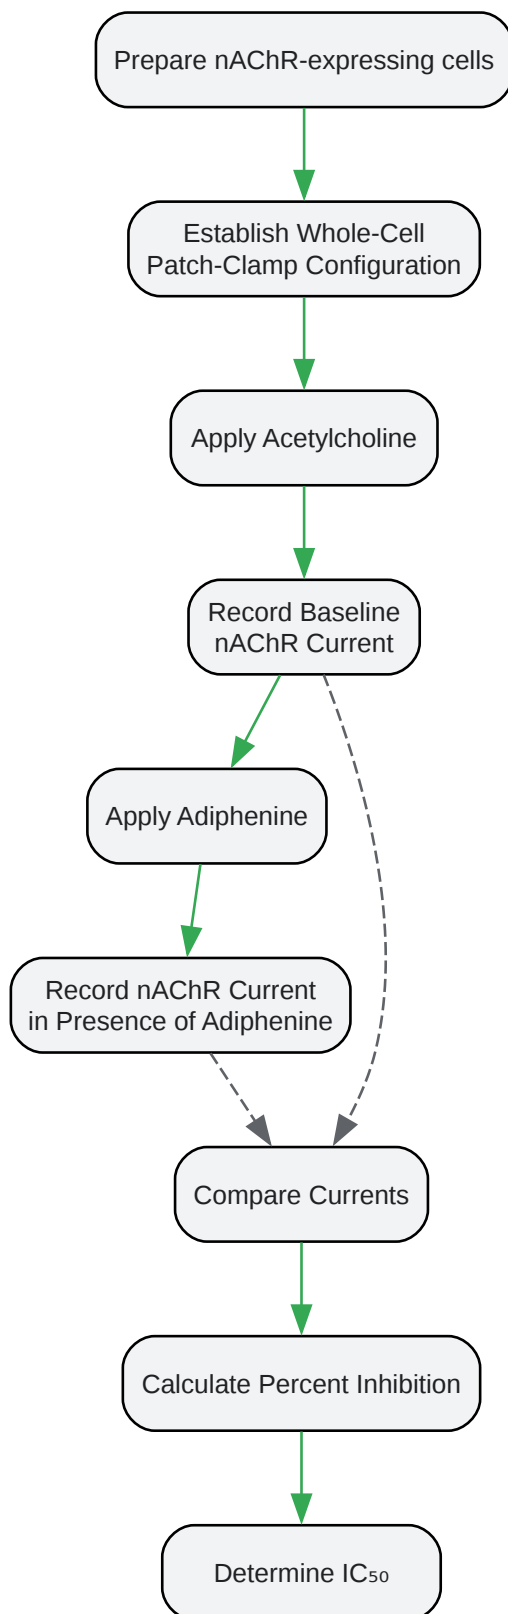 Prepare nAChR-expressing cells
Establish Whole-Cell
Patch-Clamp Configuration
Apply Acetylcholine
Record Baseline
nAChR Current
Apply Adiphenine
Record nAChR Current
in Presence of Adiphenine
Compare Currents
Calculate Percent Inhibition
Determine IC₅₀